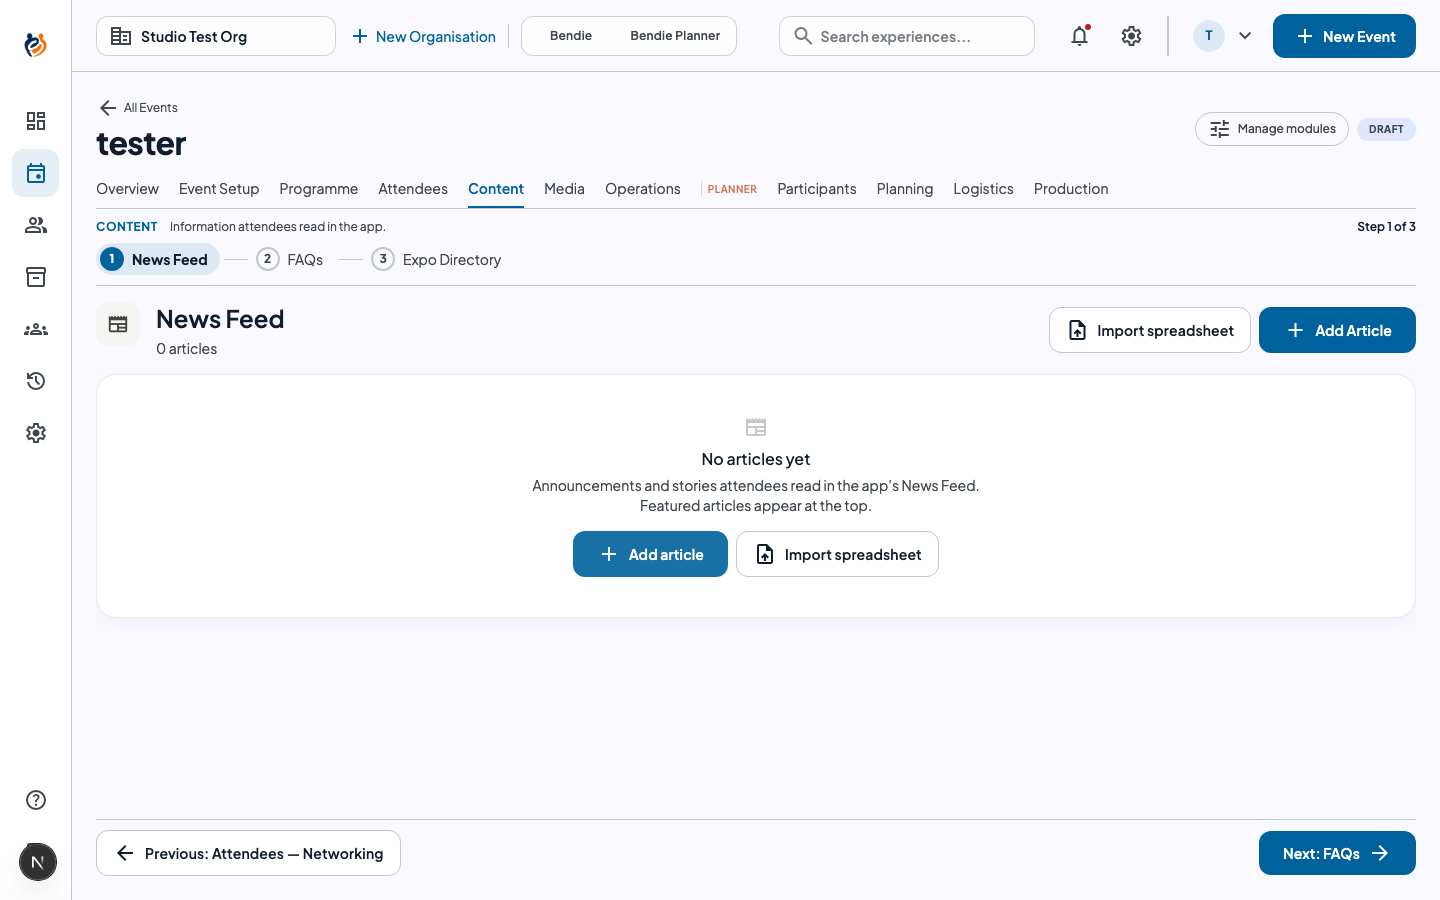 Studio Test Org
New Organisation
Bendie
Bendie Planner
Search experiences...
T
New Event
All Events
tester
Manage modules
DRAFT
Overview
Event Setup
Programme
Attendees
Content
Media
Operations
PLANNER
Participants
Planning
Logistics
Production
CONTENT
Information attendees read in the app.
Step 1 of 3
1
News Feed
2
FAQs
3
Expo Directory
News Feed
0 articles
Import spreadsheet
Add Article
No articles yet
Announcements and stories attendees read in the app's News Feed.
Featured articles appear at the top.
Add article
Import spreadsheet
N
Previous: Attendees — Networking
Next: FAQs